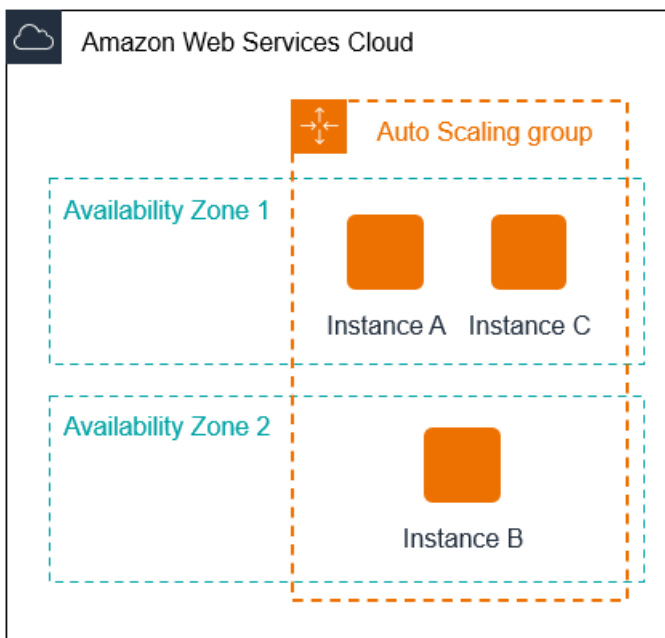 Amazon Web Services Cloud
Auto Scaling group
Availability Zone 1
Instance A
Instance C
Availability Zone 2
Instance B